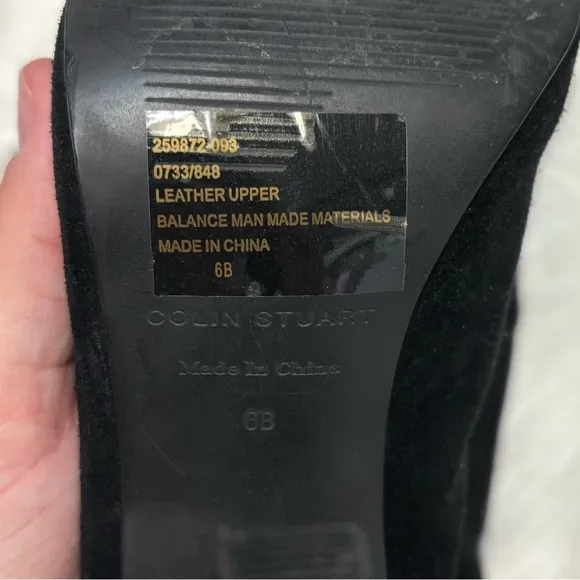 259872-093
0733/848
LEATHER UPPER
BALANCE MAN MADE MATERIALS
MADE IN CHINA
6B
COLIN STUART
Made In China
6B